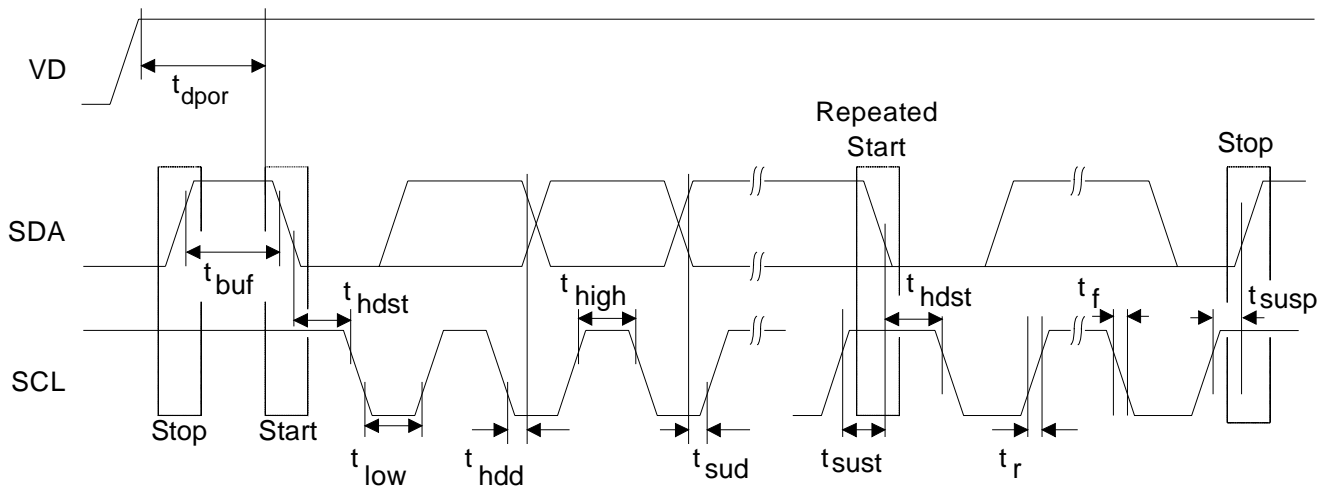 VD
t dpor
Repeated
Start
Stop
SDA
t buf
t hdst
t high
t hdst
t f
t susp
SCL
Stop
Start
t low
t hdd
t sud
t sust
t r